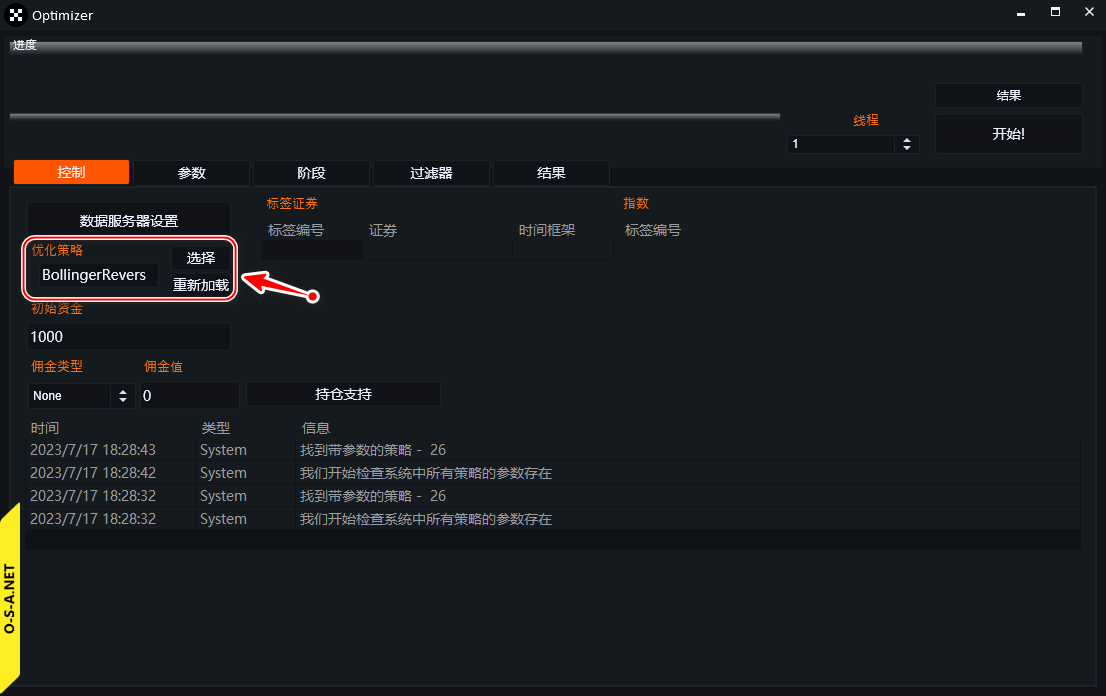 Optimizer
进度
结果
线程
开始!
1
控制 参数 阶段 过滤器 结果
数据服务器设置
标签证券
指数
标签编号 证券 时间框架 标签编号
优化策略
选择
BollingerRevers
重新加载
初始资金
1000
佣金类型 佣金值
None 0 持仓支持
时间 类型 信息
2023/7/17 18:28:43 System 找到带参数的策略 - 26
2023/7/17 18:28:42 System 我们开始检查系统中所有策略的参数存在
2023/7/17 18:28:32 System 找到带参数的策略 - 26
2023/7/17 18:28:32 System 我们开始检查系统中所有策略的参数存在
O-S-A.NET